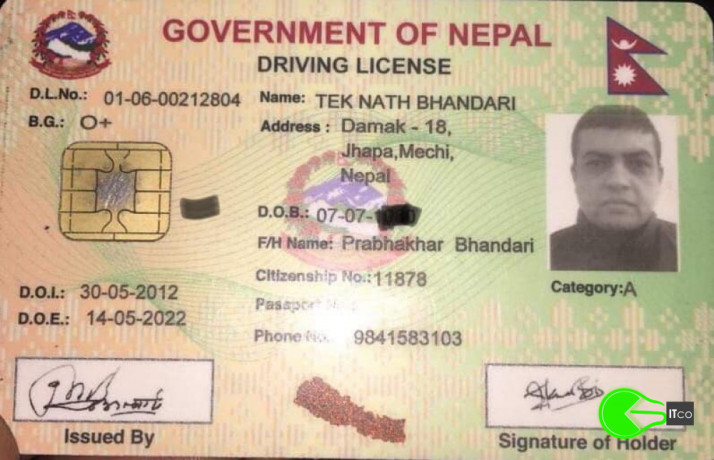 GOVERNMENT OF NEPAL
DRIVING LICENSE
D.L.No.: 01-06-00212804
B.G.: O+
Name: TEK NATH BHANDARI
Address : Damak - 18,
Jhapa,Mechi,
Nepal
D.O.B.: 07-07-
F/H Name: Prabhakhar Bhandari
Citizenship No.:11878
Passport
Phone No. 9841583103
D.O.I.: 30-05-2012
D.O.E.: 14-05-2022
Category:A
Issued By
Signature of Holder
ITco